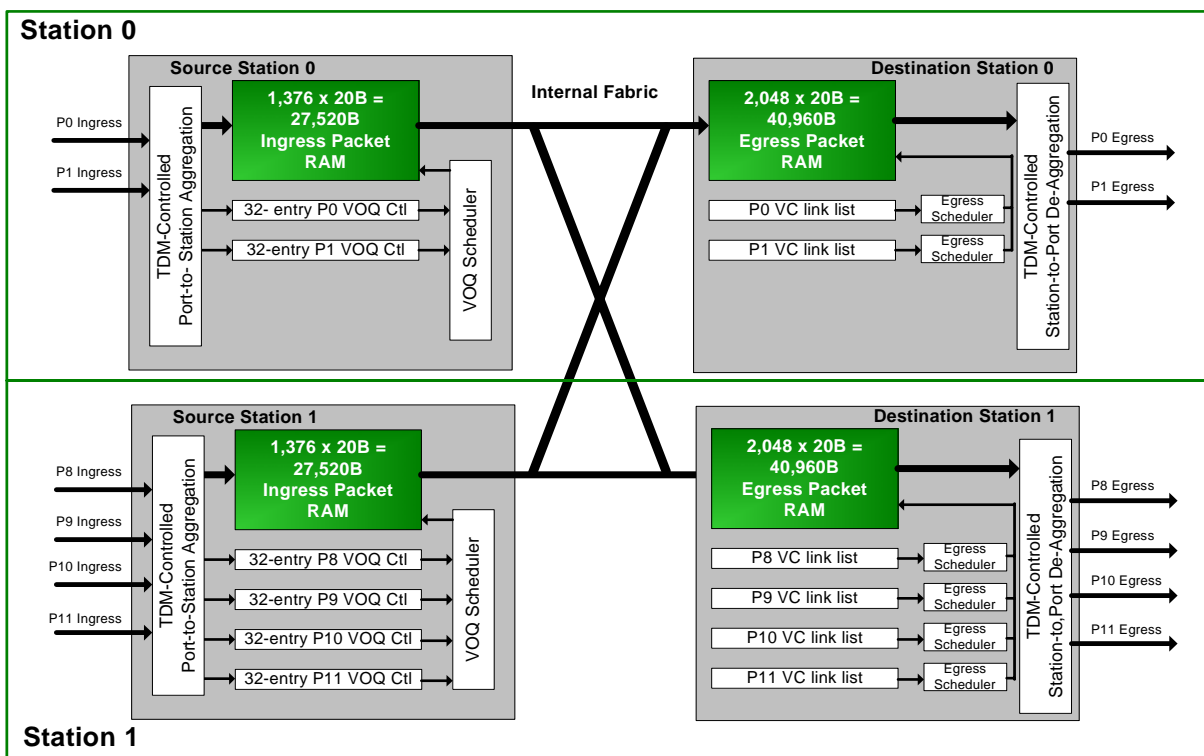 Station 0
Source Station 0
P0 Ingress
P1 Ingress
TDM-Controlled
Port-to- Station Aggregation
1,376 x 20B =
27,520B
Ingress Packet
RAM
32- entry P0 VOQ Ctl
32-entry P1 VOQ Ctl
VOQ Scheduler
Internal Fabric
Destination Station 0
2,048 x 20B =
40,960B
Egress Packet
RAM
P0 VC link list
Egress
Scheduler
P1 VC link list
Egress
Scheduler
TDM-Controlled
Station-to-Port De-Aggregation
P0 Egress
P1 Egress
Source Station 1
P8 Ingress
P9 Ingress
P10 Ingress
P11 Ingress
TDM-Controlled
Port-to-Station Aggregation
1,376 x 20B =
27,520B
Ingress Packet
RAM
32-entry P8 VOQ Ctl
32-entry P9 VOQ Ctl
32-entry P10 VOQ Ctl
32-entry P11 VOQ Ctl
VOQ Scheduler
Destination Station 1
2,048 x 20B =
40,960B
Egress Packet
RAM
P8 VC link list
Egress
Scheduler
P9 VC link list
Egress
Scheduler
P10 VC link list
Egress
Scheduler
P11 VC link list
Egress
Scheduler
TDM-Controlled
Station-to,Port De-Aggregation
P8 Egress
P9 Egress
P10 Egress
P11 Egress
Station 1